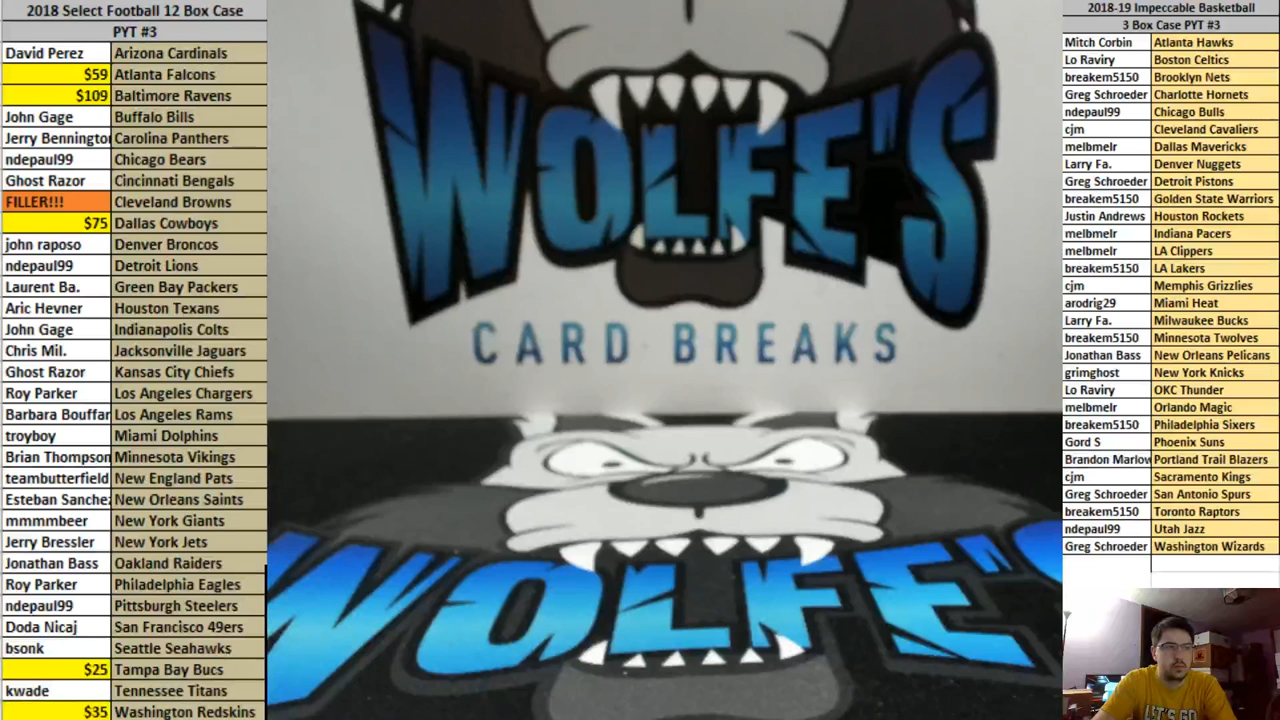 2018 Select Football 12 Box Case
PYT #3
David Perez Arizona Cardinals
$59 Atlanta Falcons
$109 Baltimore Ravens
John Gage Buffalo Bills
Jerry Benningtor Carolina Panthers
ndepaul99 Chicago Bears
Ghost Razor Cincinnati Bengals
FILLER!!! Cleveland Browns
$75 Dallas Cowboys
john raposo Denver Broncos
ndepaul99 Detroit Lions
Laurent Ba. Green Bay Packers
Aric Hevner Houston Texans
John Gage Indianapolis Colts
Chris Mil. Jacksonville Jaguars
Ghost Razor Kansas City Chiefs
Roy Parker Los Angeles Chargers
Barbara Bouffar Los Angeles Rams
troyboy Miami Dolphins
Brian Thompson Minnesota Vikings
teambutterfield New England Pats
Esteban Sanchez New Orleans Saints
mmmmbeer New York Giants
Jerry Bressler New York Jets
Jonathan Bass Oakland Raiders
Roy Parker Philadelphia Eagles
ndepaul99 Pittsburgh Steelers
Doda Nicaj San Francisco 49ers
bsonk Seattle Seahawks
$25 Tampa Bay Bucs
kwade Tennessee Titans
$35 Washington Redskins
WOLFE'S
CARD BREAKS
WOLFE'S
2018-19 Impeccable Basketball
3 Box Case PYT #3
Mitch Corbin Atlanta Hawks
Lo Raviry Boston Celtics
breakem5150 Brooklyn Nets
Greg Schroeder Charlotte Hornets
ndepaul99 Chicago Bulls
cjm Cleveland Cavaliers
melbmelr Dallas Mavericks
Larry Fa. Denver Nuggets
Greg Schroeder Detroit Pistons
breakem5150 Golden State Warriors
Justin Andrews Houston Rockets
melbmelr Indiana Pacers
melbmelr LA Clippers
breakem5150 LA Lakers
cjm Memphis Grizzlies
arodrig29 Miami Heat
Larry Fa. Milwaukee Bucks
breakem5150 Minnesota Twolves
Jonathan Bass New Orleans Pelicans
grimghost New York Knicks
Lo Raviry OKC Thunder
melbmelr Orlando Magic
breakem5150 Philadelphia Sixers
Gord S Phoenix Suns
Brandon Marlow Portland Trail Blazers
cjm Sacramento Kings
Greg Schroeder San Antonio Spurs
breakem5150 Toronto Raptors
ndepaul99 Utah Jazz
Greg Schroeder Washington Wizards
LET'S GO